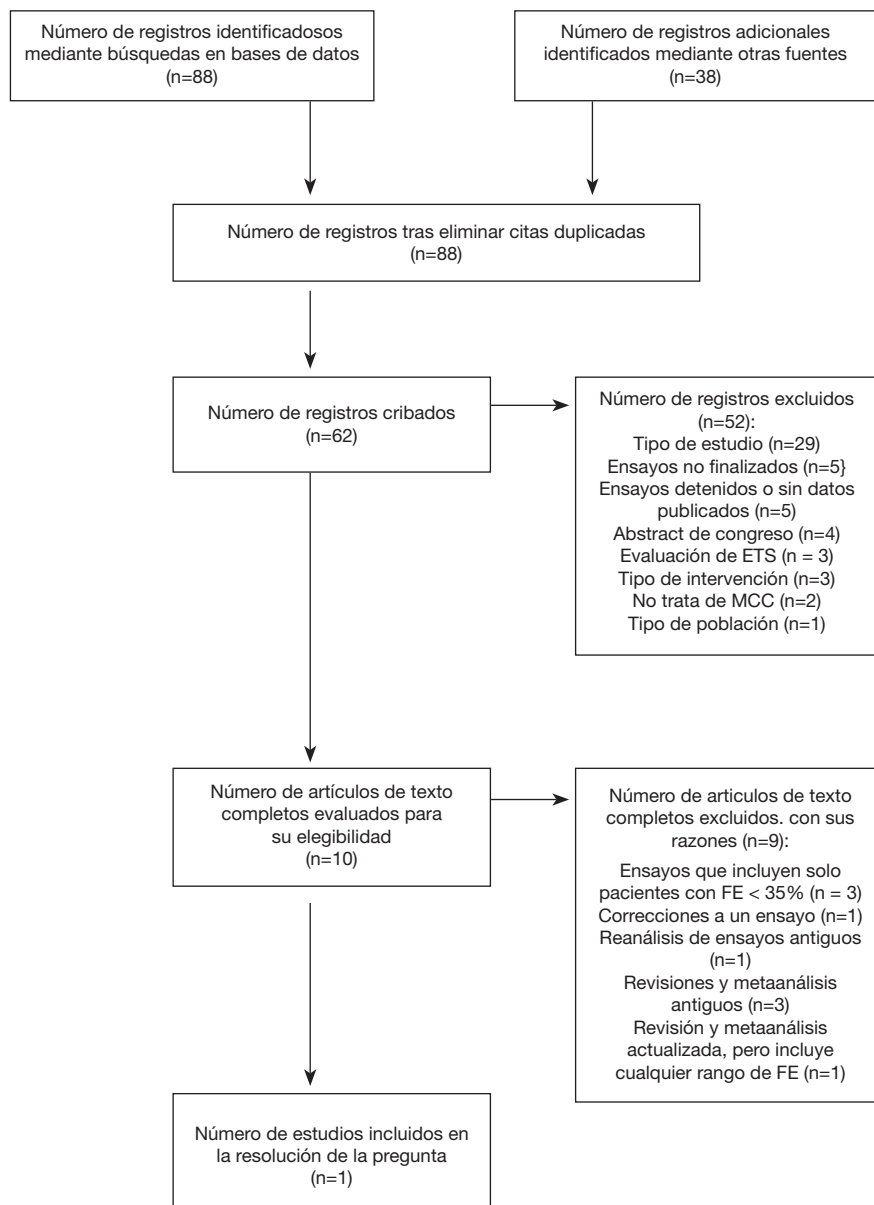 Número de registros identificadosos
mediante búsquedas en bases de datos
(n=88)
Número de registros adicionales
identificados mediante otras fuentes
(n=38)
Número de registros tras eliminar citas duplicadas
(n=88)
Número de registros cribados
(n=62)
Número de registros excluidos
(n=52):
Tipo de estudio (n=29)
Ensayos no finalizados (n=5}
Ensayos detenidos o sin datos
publicados (n=5)
Abstract de congreso (n=4)
Evaluación de ETS (n = 3)
Tipo de intervención (n=3)
No trata de MCC (n=2)
Tipo de población (n=1)
Número de artículos de texto
completos evaluados para
su elegibilidad
(n=10)
Número de articulos de texto
completos excluidos. con sus
razones (n=9):
Ensayos que incluyen solo
pacientes con FE < 35% (n = 3)
Correcciones a un ensayo (n=1)
Reanálisis de ensayos antiguos
(n=1)
Revisiones y metaanálisis
antiguos (n=3)
Revisión y metaanálisis
actualizada, pero incluye
cualquier rango de FE (n=1)
Número de estudios incluidos en
la resolución de la pregunta
(n=1)